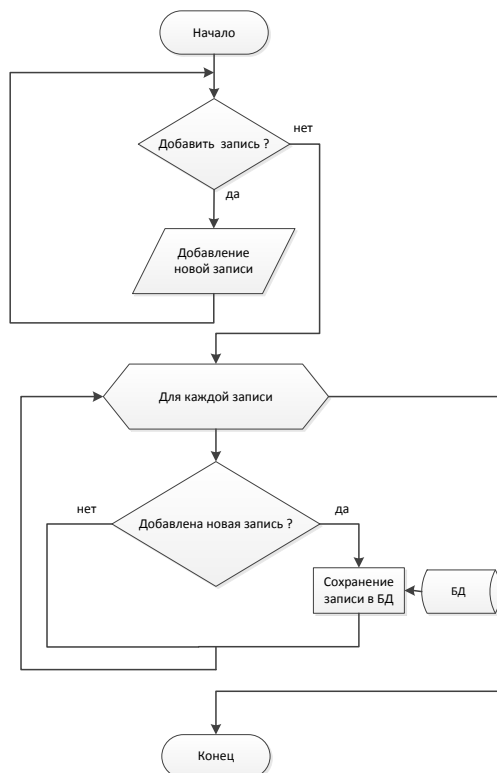 Начало
Добавить запись ?
нет
да
Добавление
новой записи
Для каждой записи
нет
Добавлена новая запись ?
да
Сохранение
записи в БД
БД
Конец